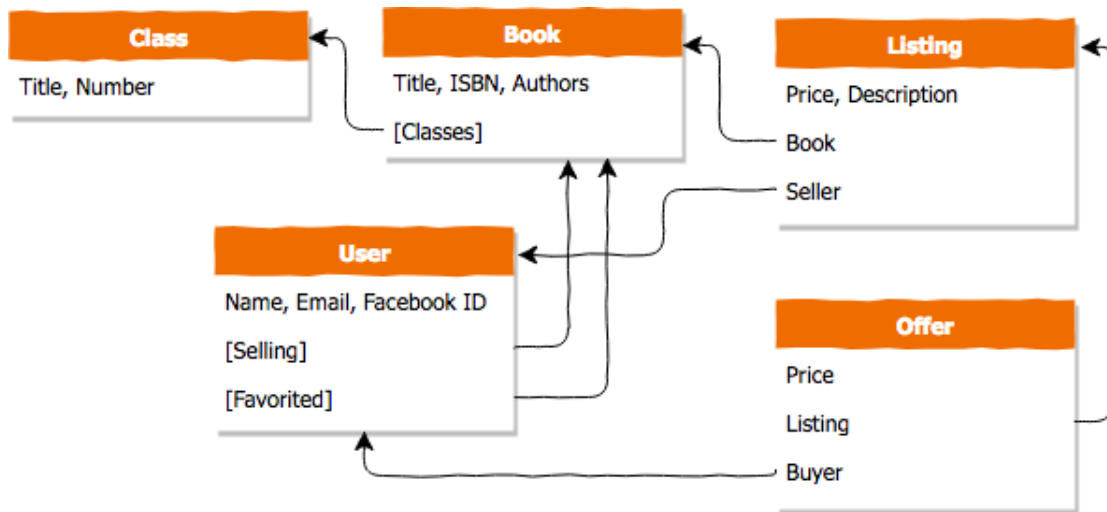 Class
Title, Number
Book
Title, ISBN, Authors
[Classes]
Listing
Price, Description
Book
Seller
User
Name, Email, Facebook ID
[Selling]
[Favorited]
Offer
Price
Listing
Buyer